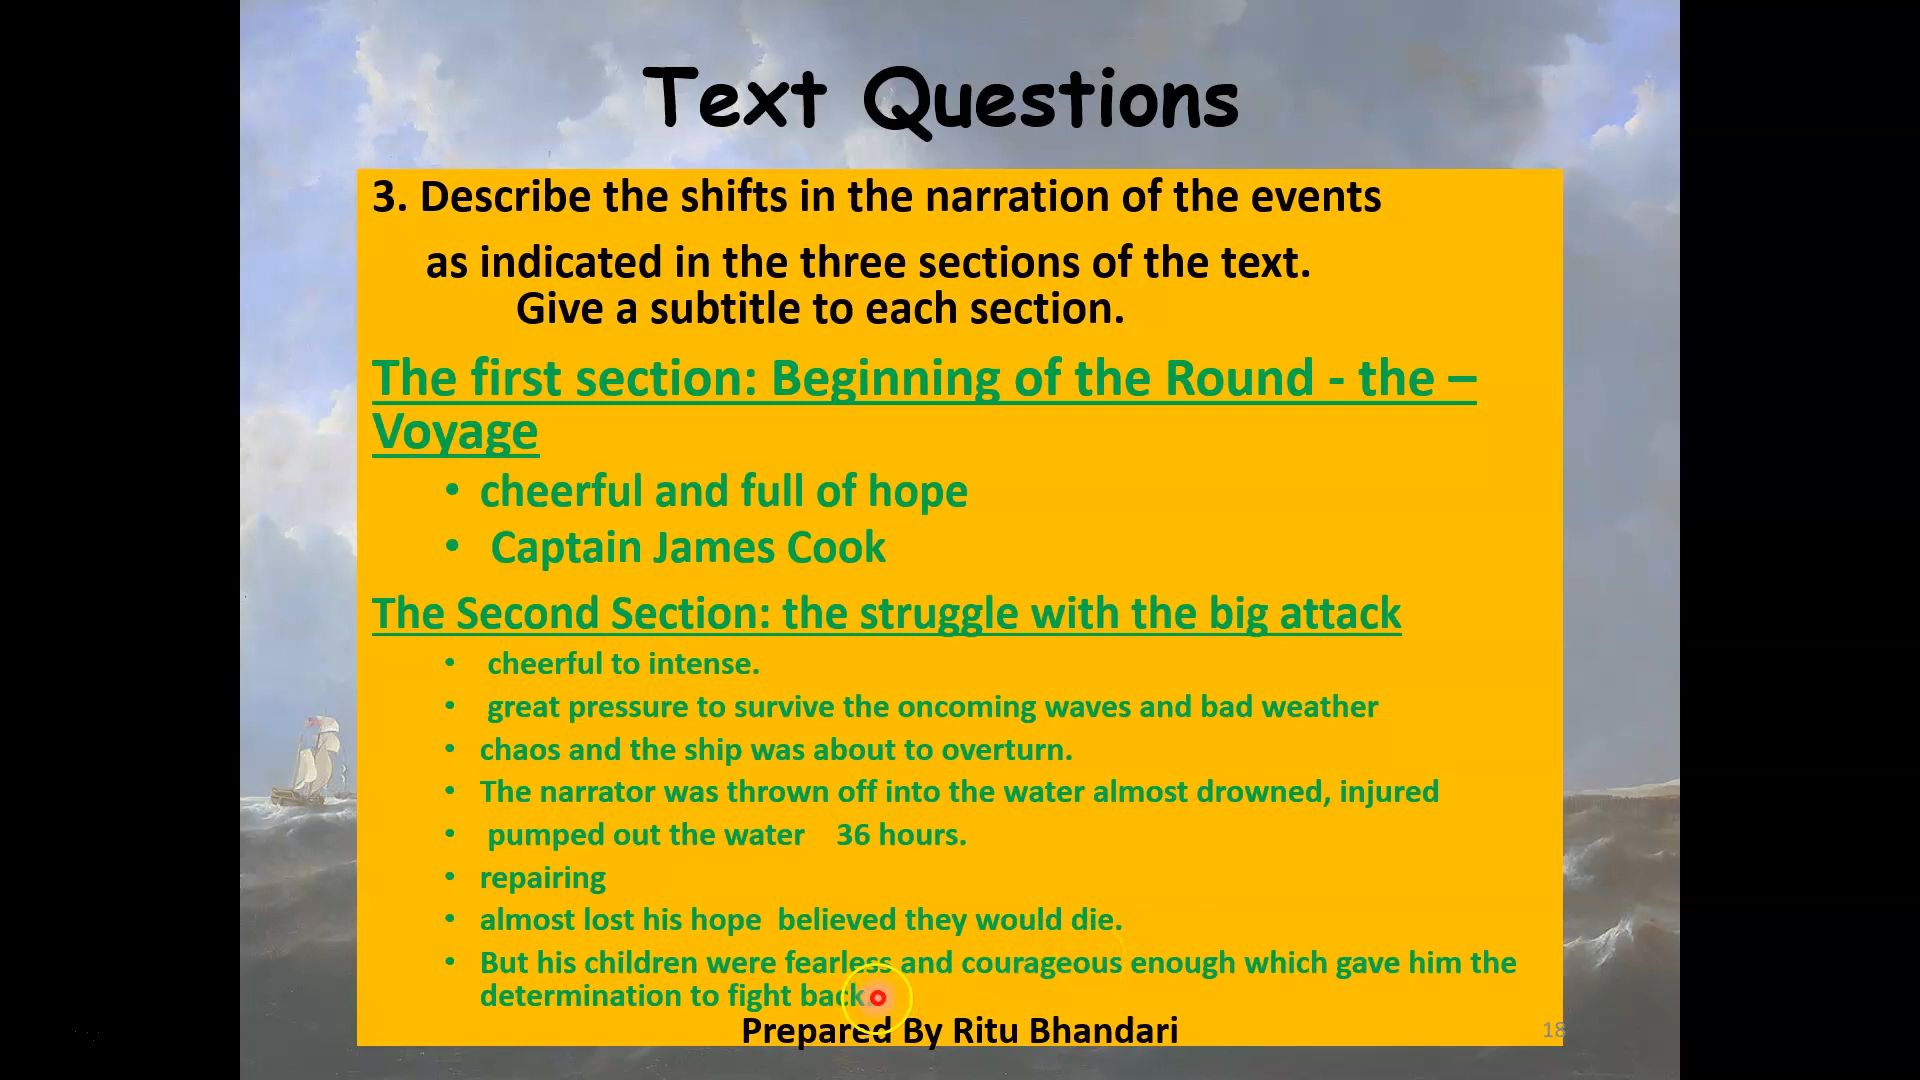 Text Questions
3. Describe the shifts in the narration of the events
as indicated in the three sections of the text.
Give a subtitle to each section.
The first section: Beginning of the Round - the –
Voyage
• cheerful and full of hope
• Captain James Cook
The Second Section: the struggle with the big attack
• cheerful to intense.
• great pressure to survive the oncoming waves and bad weather
• chaos and the ship was about to overturn.
• The narrator was thrown off into the water almost drowned, injured
• pumped out the water 36 hours.
• repairing
• almost lost his hope believed they would die.
• But his children were fearless and courageous enough which gave him the
determination to fight back.
Prepared By Ritu Bhandari
18